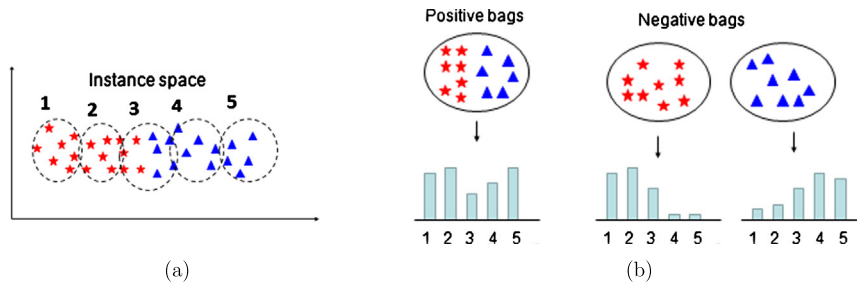 Instance space
1 2 3 4 5
(a)
Positive bags
Negative bags
1 2 3 4 5
1 2 3 4 5
1 2 3 4 5
(b)